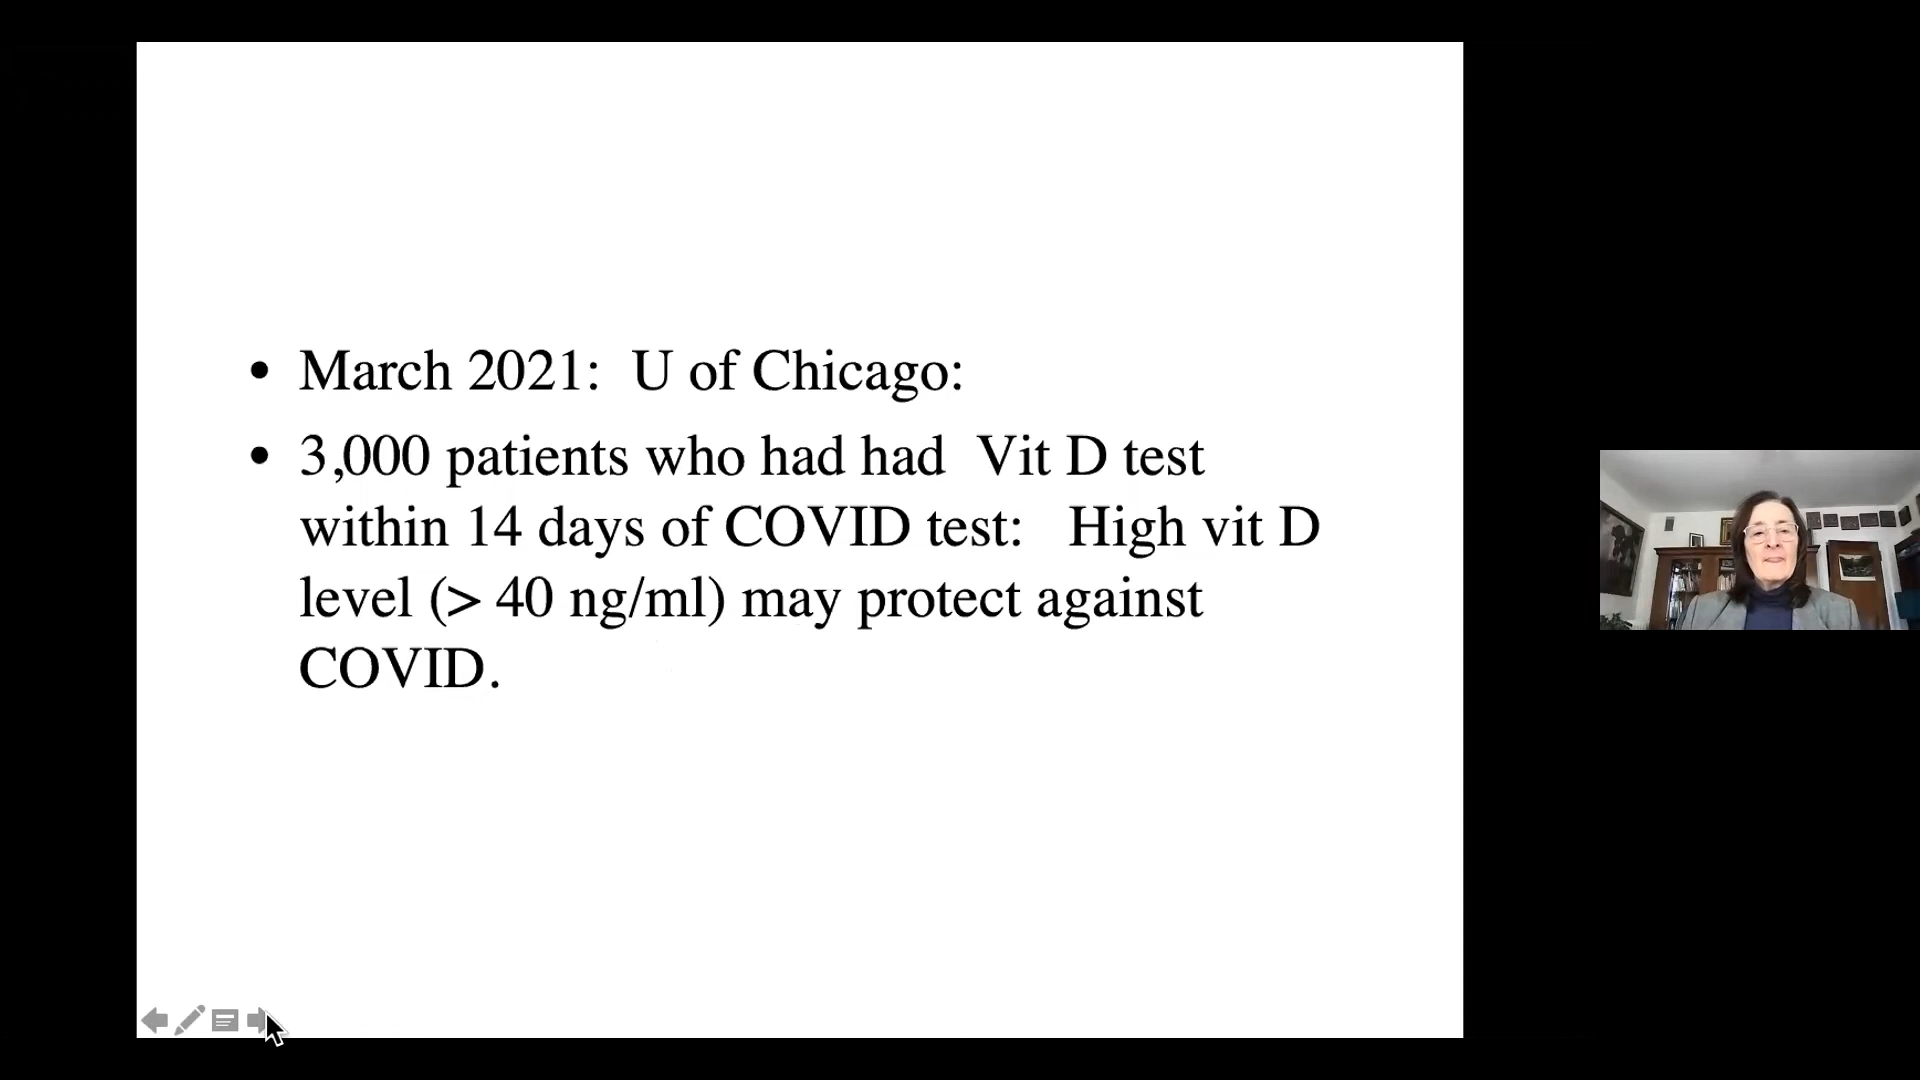 • March 2021:  U of Chicago:
• 3,000 patients who had had  Vit D test
within 14 days of COVID test:   High vit D
level (> 40 ng/ml) may protect against
COVID.